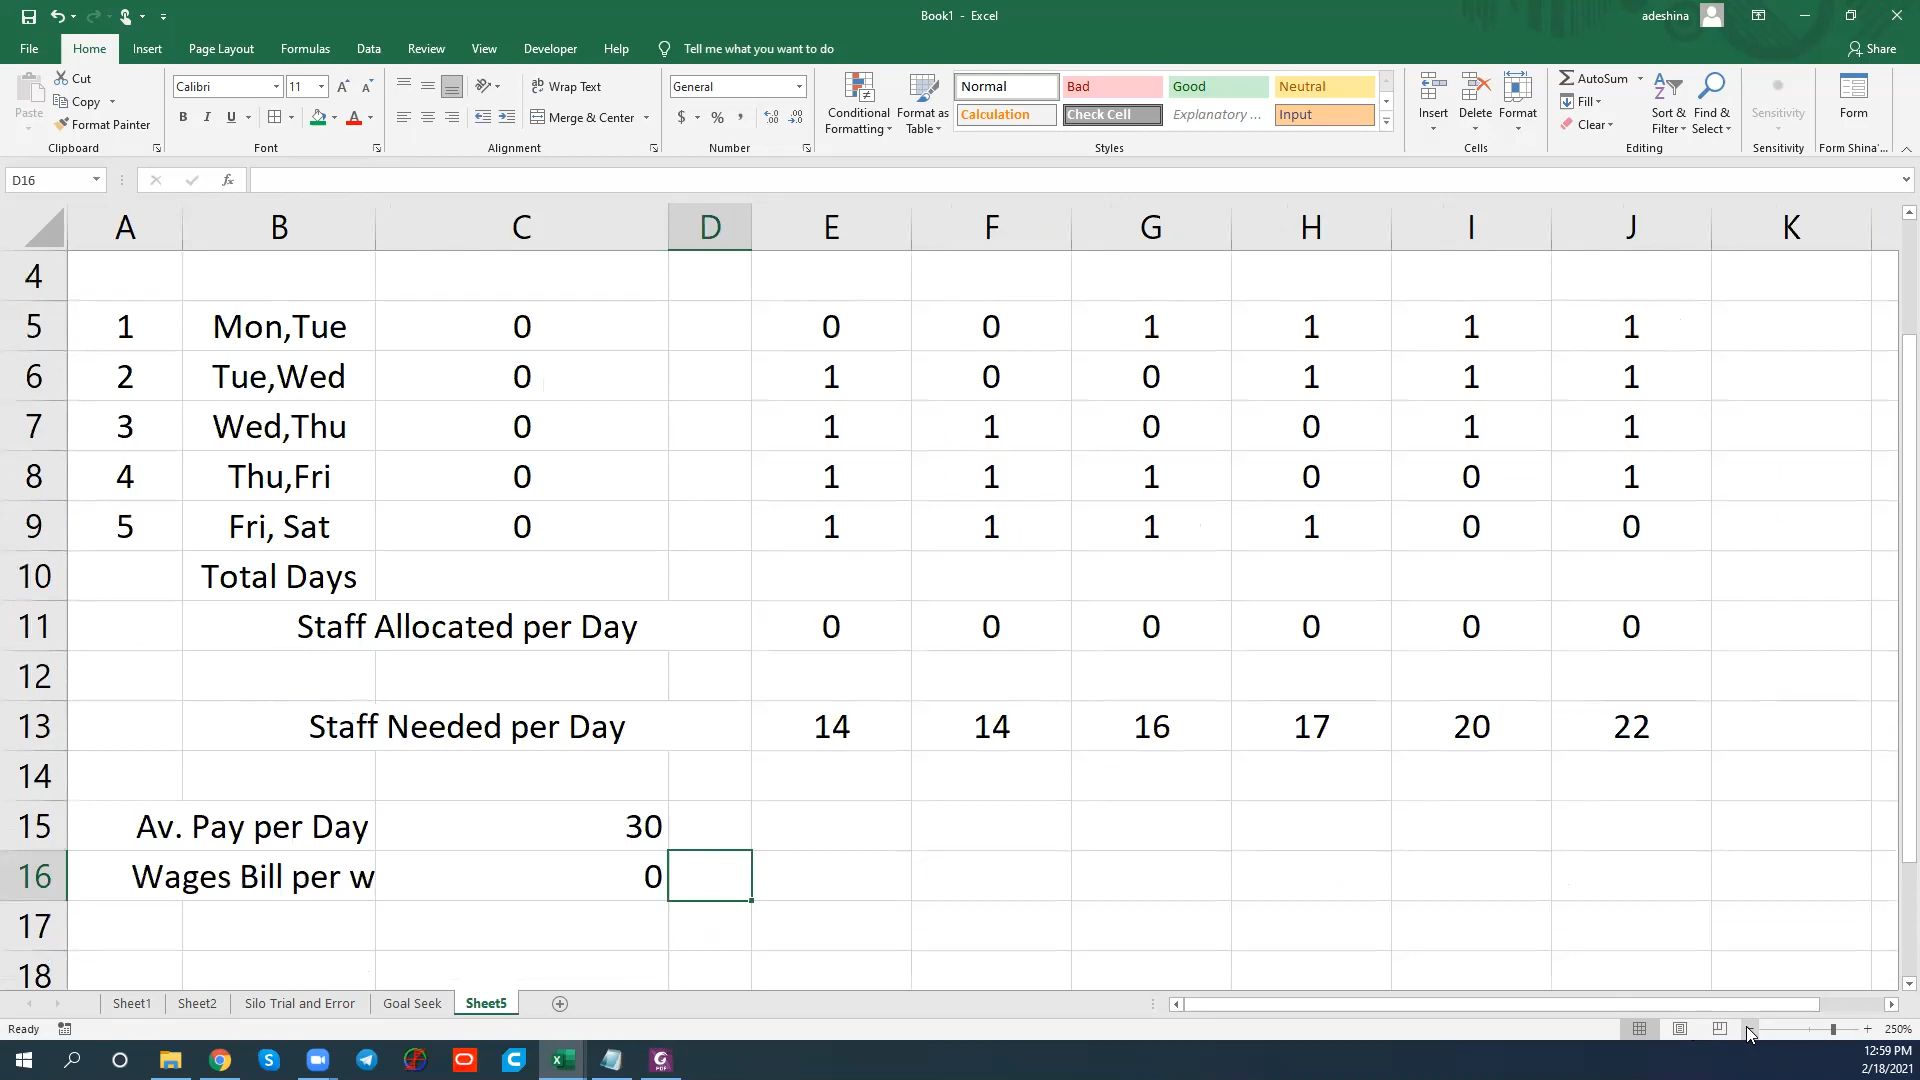 Book1 - Excel
adeshina
File Home Insert Page Layout Formulas Data Review View Developer Help Tell me what you want to do Share
Paste
Cut
Copy
Format Painter
Clipboard
Calibri 11
B I U
Font
Wrap Text
Merge & Center
Alignment
General
$ % ,
Number
Conditional Formatting
Format as Table
Normal Bad Good Neutral
Calculation Check Cell Explanatory ... Input
Styles
Insert Delete Format
Cells
AutoSum
Fill
Clear
Sort & Filter
Find & Select
Editing
Sensitivity
Sensitivity
Form
Form Shina'...
D16 fx
A B C D E F G H I J K
4
5 1 Mon,Tue 0 0 0 1 1 1 1
6 2 Tue,Wed 0 1 0 0 1 1 1
7 3 Wed,Thu 0 1 1 0 0 1 1
8 4 Thu,Fri 0 1 1 1 0 0 1
9 5 Fri, Sat 0 1 1 1 1 0 0
10 Total Days
11 Staff Allocated per Day 0 0 0 0 0 0
12
13 Staff Needed per Day 14 14 16 17 20 22
14
15 Av. Pay per Day 30
16 Wages Bill per w 0
17
18
Sheet1 Sheet2 Silo Trial and Error Goal Seek Sheet5
Ready 250%
12:59 PM
2/18/2021